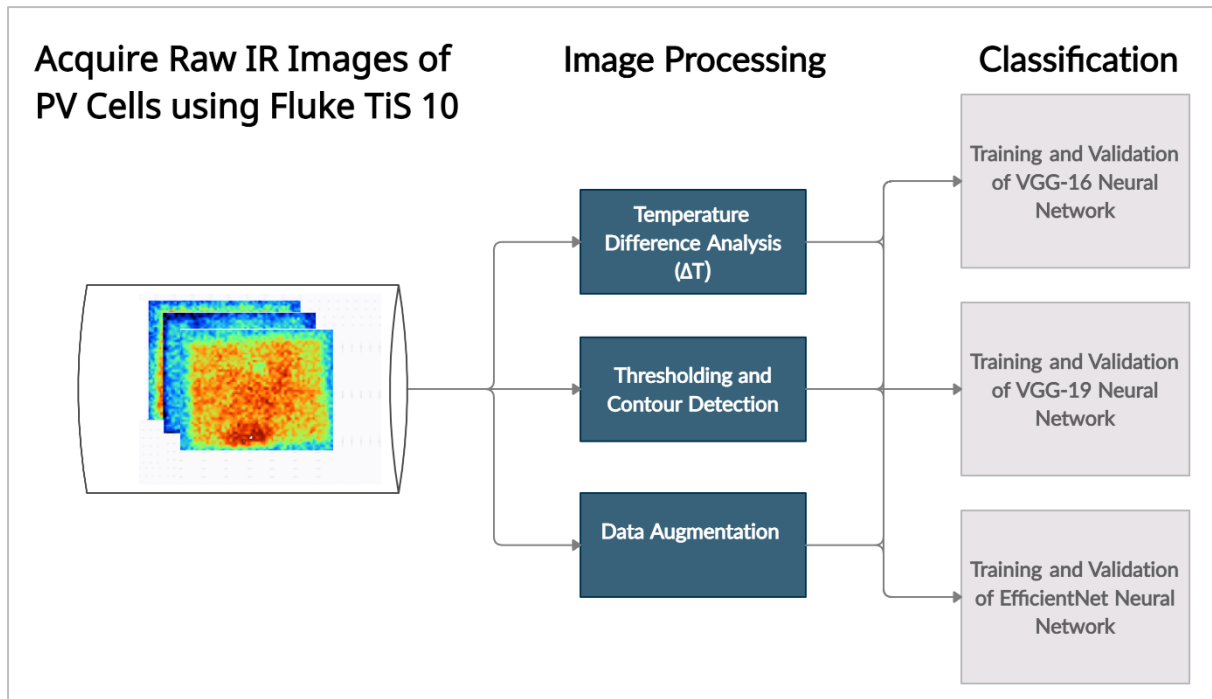 Acquire Raw IR Images of
PV Cells using Fluke TiS 10
Image Processing
Classification
Temperature
Difference Analysis
(ΔT)
Thresholding and
Contour Detection
Data Augmentation
Training and Validation
of VGG-16 Neural
Network
Training and Validation
of VGG-19 Neural
Network
Training and Validation
of EfficientNet Neural
Network